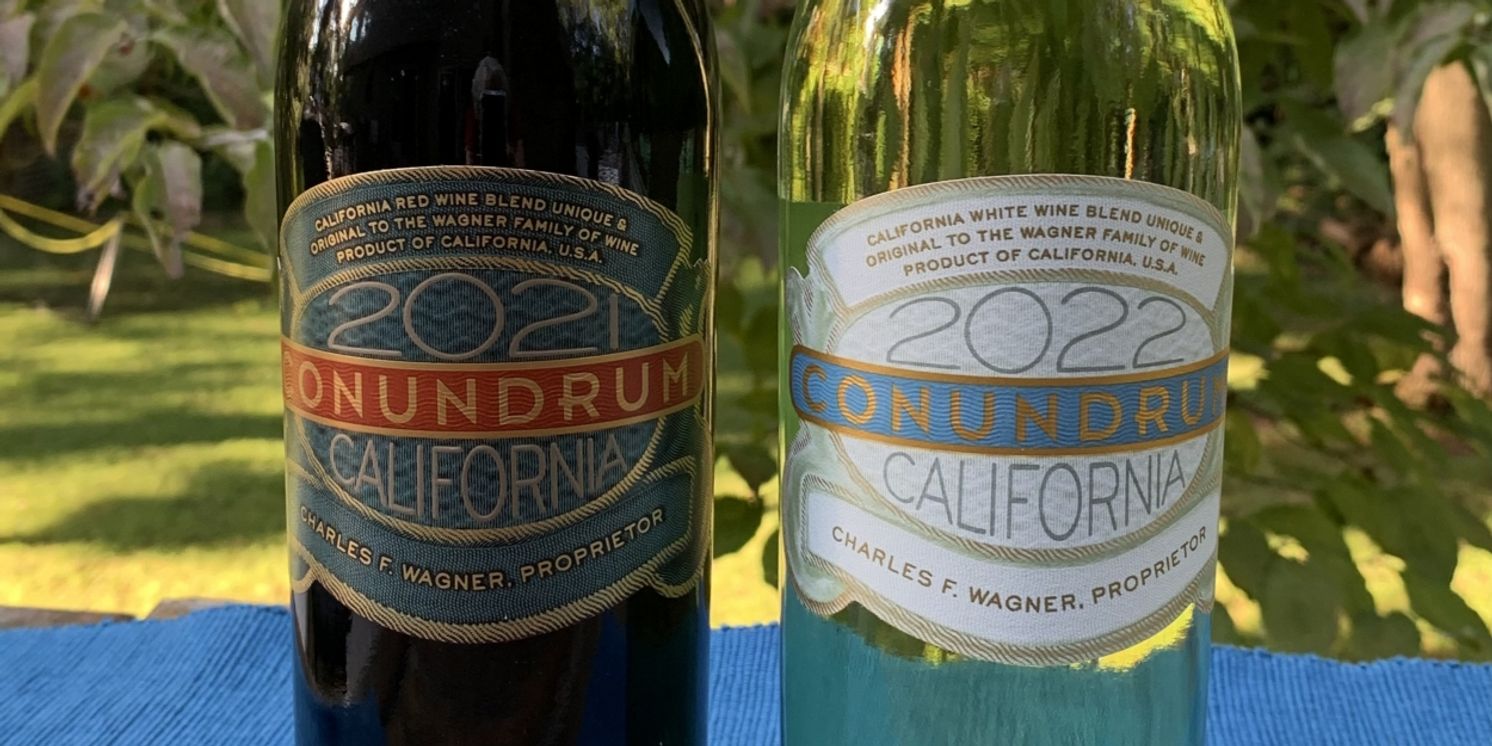 CALIFORNIA RED WINE BLEND UNIQUE &
ORIGINAL TO THE WAGNER FAMILY OF WINE
PRODUCT OF CALIFORNIA, U.S.A.
2021
CONUNDRUM
CALIFORNIA
CHARLES F. WAGNER, PROPRIETOR
CALIFORNIA WHITE WINE BLEND UNIQUE &
ORIGINAL TO THE WAGNER FAMILY OF WINE
PRODUCT OF CALIFORNIA, U.S.A.
2022
CONUNDRUM
CALIFORNIA
CHARLES F. WAGNER, PROPRIETOR